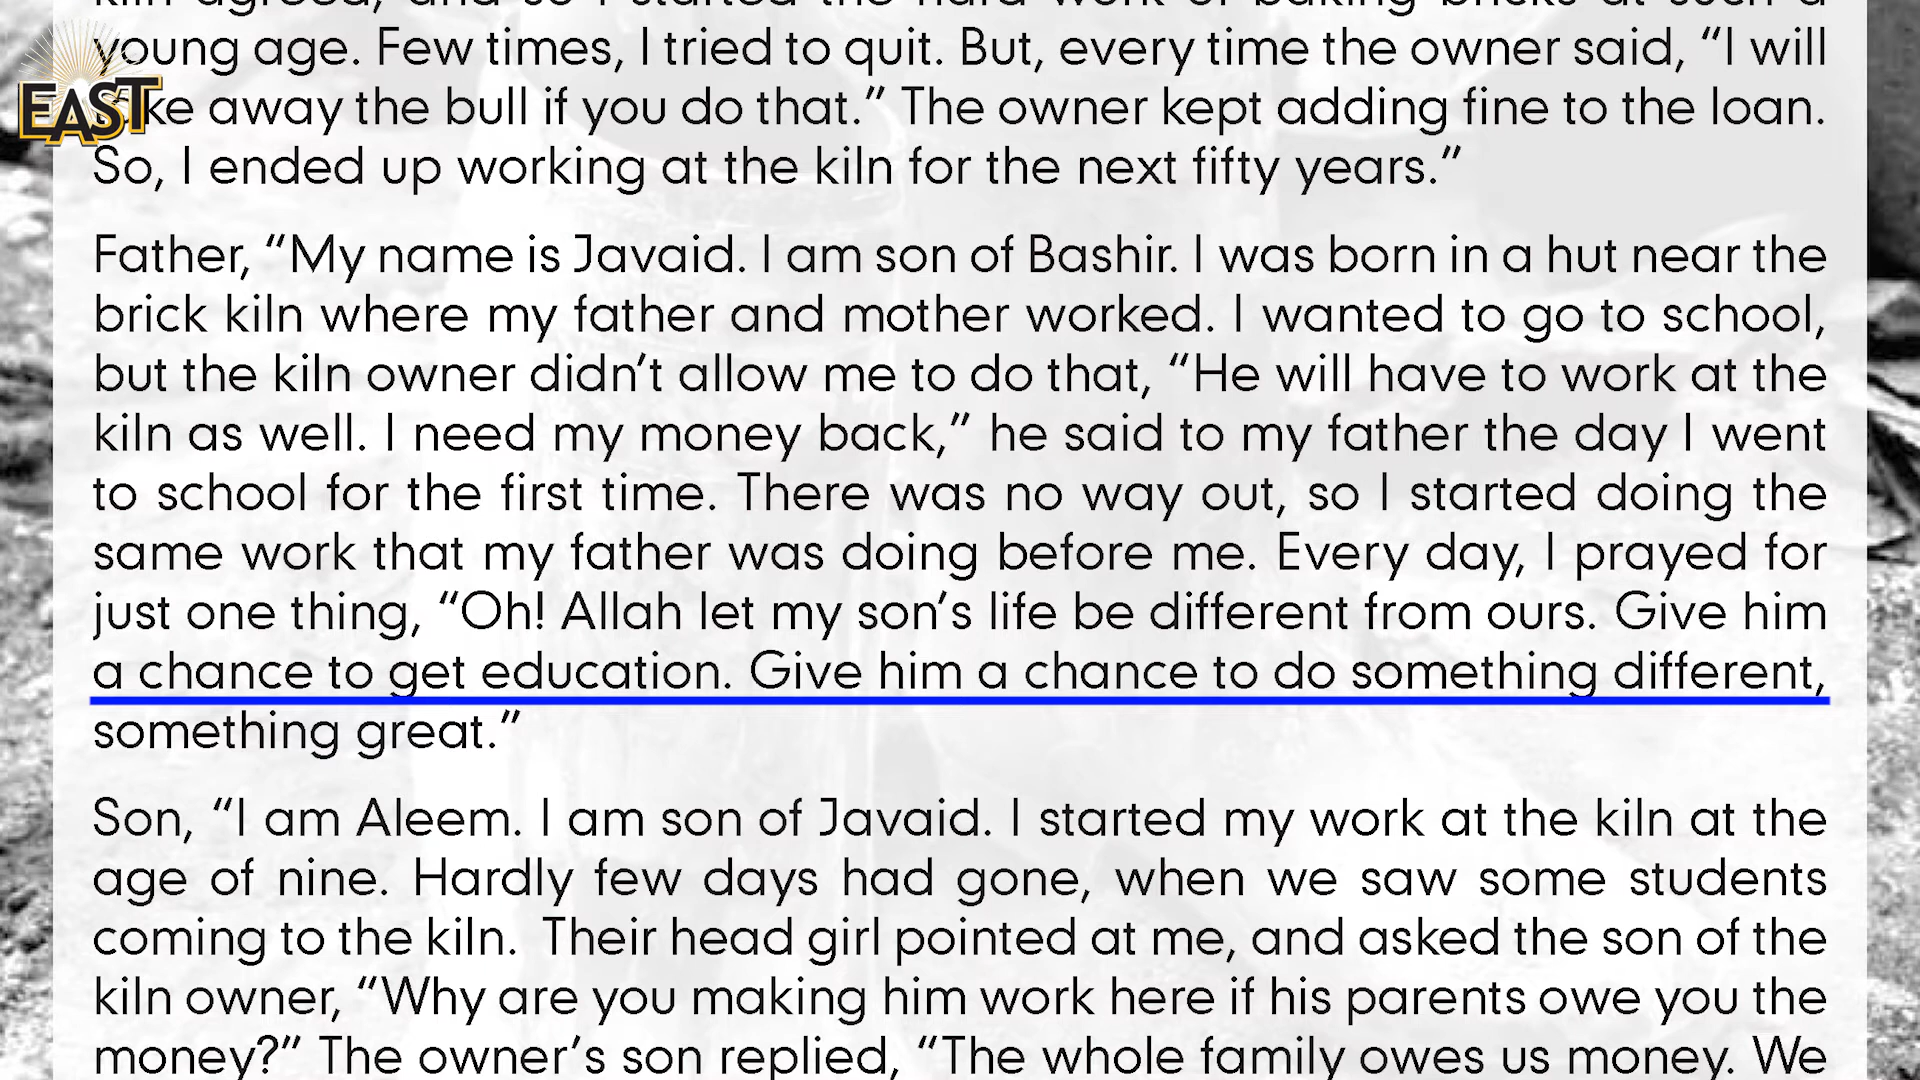 EAST
young age. Few times, I tried to quit. But, every time the owner said, “I will
away the bull if you do that.” The owner kept adding fine to the loan.
So, I ended up working at the kiln for the next fifty years.”
Father, “My name is Javaid. I am son of Bashir. I was born in a hut near the
brick kiln where my father and mother worked. I wanted to go to school,
but the kiln owner didn’t allow me to do that, “He will have to work at the
kiln as well. I need my money back,” he said to my father the day I went
to school for the first time. There was no way out, so I started doing the
same work that my father was doing before me. Every day, I prayed for
just one thing, “Oh! Allah let my son’s life be different from ours. Give him
a chance to get education. Give him a chance to do something different,
something great.”
Son, “I am Aleem. I am son of Javaid. I started my work at the kiln at the
age of nine. Hardly few days had gone, when we saw some students
coming to the kiln. Their head girl pointed at me, and asked the son of the
kiln owner, “Why are you making him work here if his parents owe you the
money?” The owner’s son replied, “The whole family owes us money. We